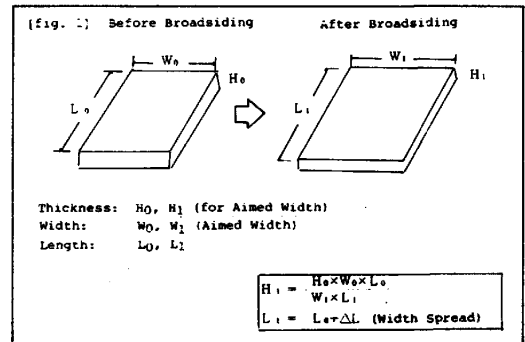 [fig. 1] Before Broadsiding After Broadsiding
W₀ W₁
H₀ H₁
L₀ L₁
Thickness: H₀, H₁ (for Aimed Width)
Width: W₀, W₁ (Aimed Width)
Length: L₀, L₁
H₁ = H₀×W₀×L₀
W₁×L₁
L₁ = L₀+ΔL (Width Spread)